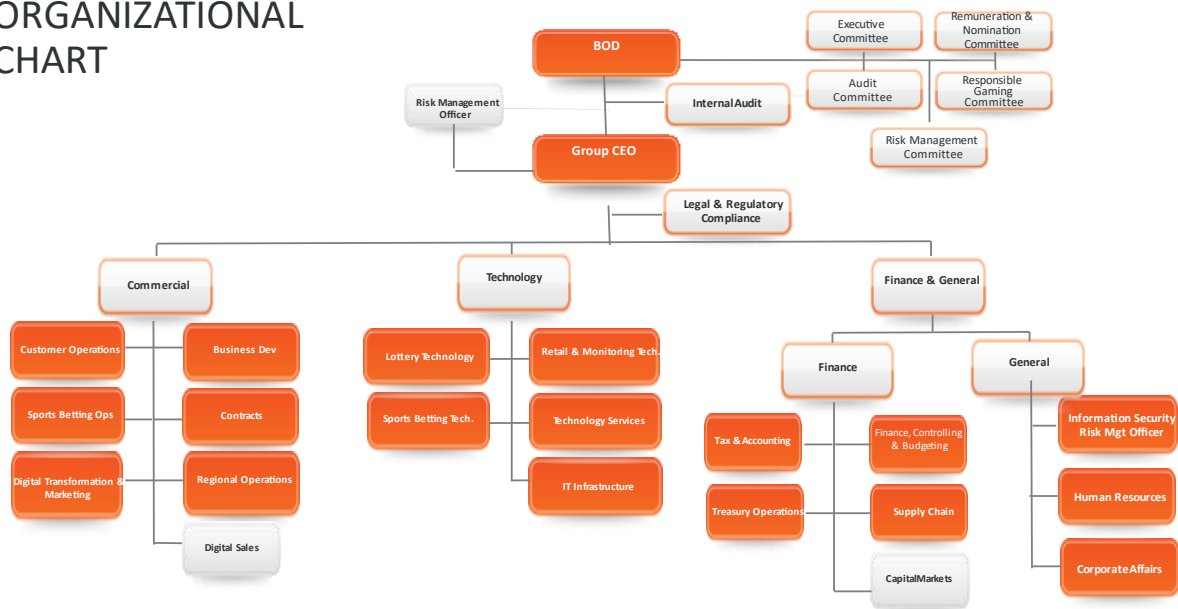 ORGANIZATIONAL
CHART
BOD
Executive
Committee
Remuneration &
Nomination
Committee
Audit
Committee
Responsible
Gaming
Committee
Risk Management
Officer
Internal Audit
Risk Management
Committee
Group CEO
Legal & Regulatory
Compliance
Commercial
Technology
Finance & General
Customer Operations
Business Dev
Sports Betting Ops
Contracts
Digital Transformation &
Marketing
Regional Operations
Digital Sales
Lottery Technology
Retail & Monitoring Tech.
Sports Betting Tech.
Technology Services
IT Infrastructure
Finance
General
Tax & Accounting
Finance, Controlling
& Budgeting
Treasury Operations
Supply Chain
CapitalMarkets
Information Security
Risk Mgt Officer
Human Resources
Corporate Affairs